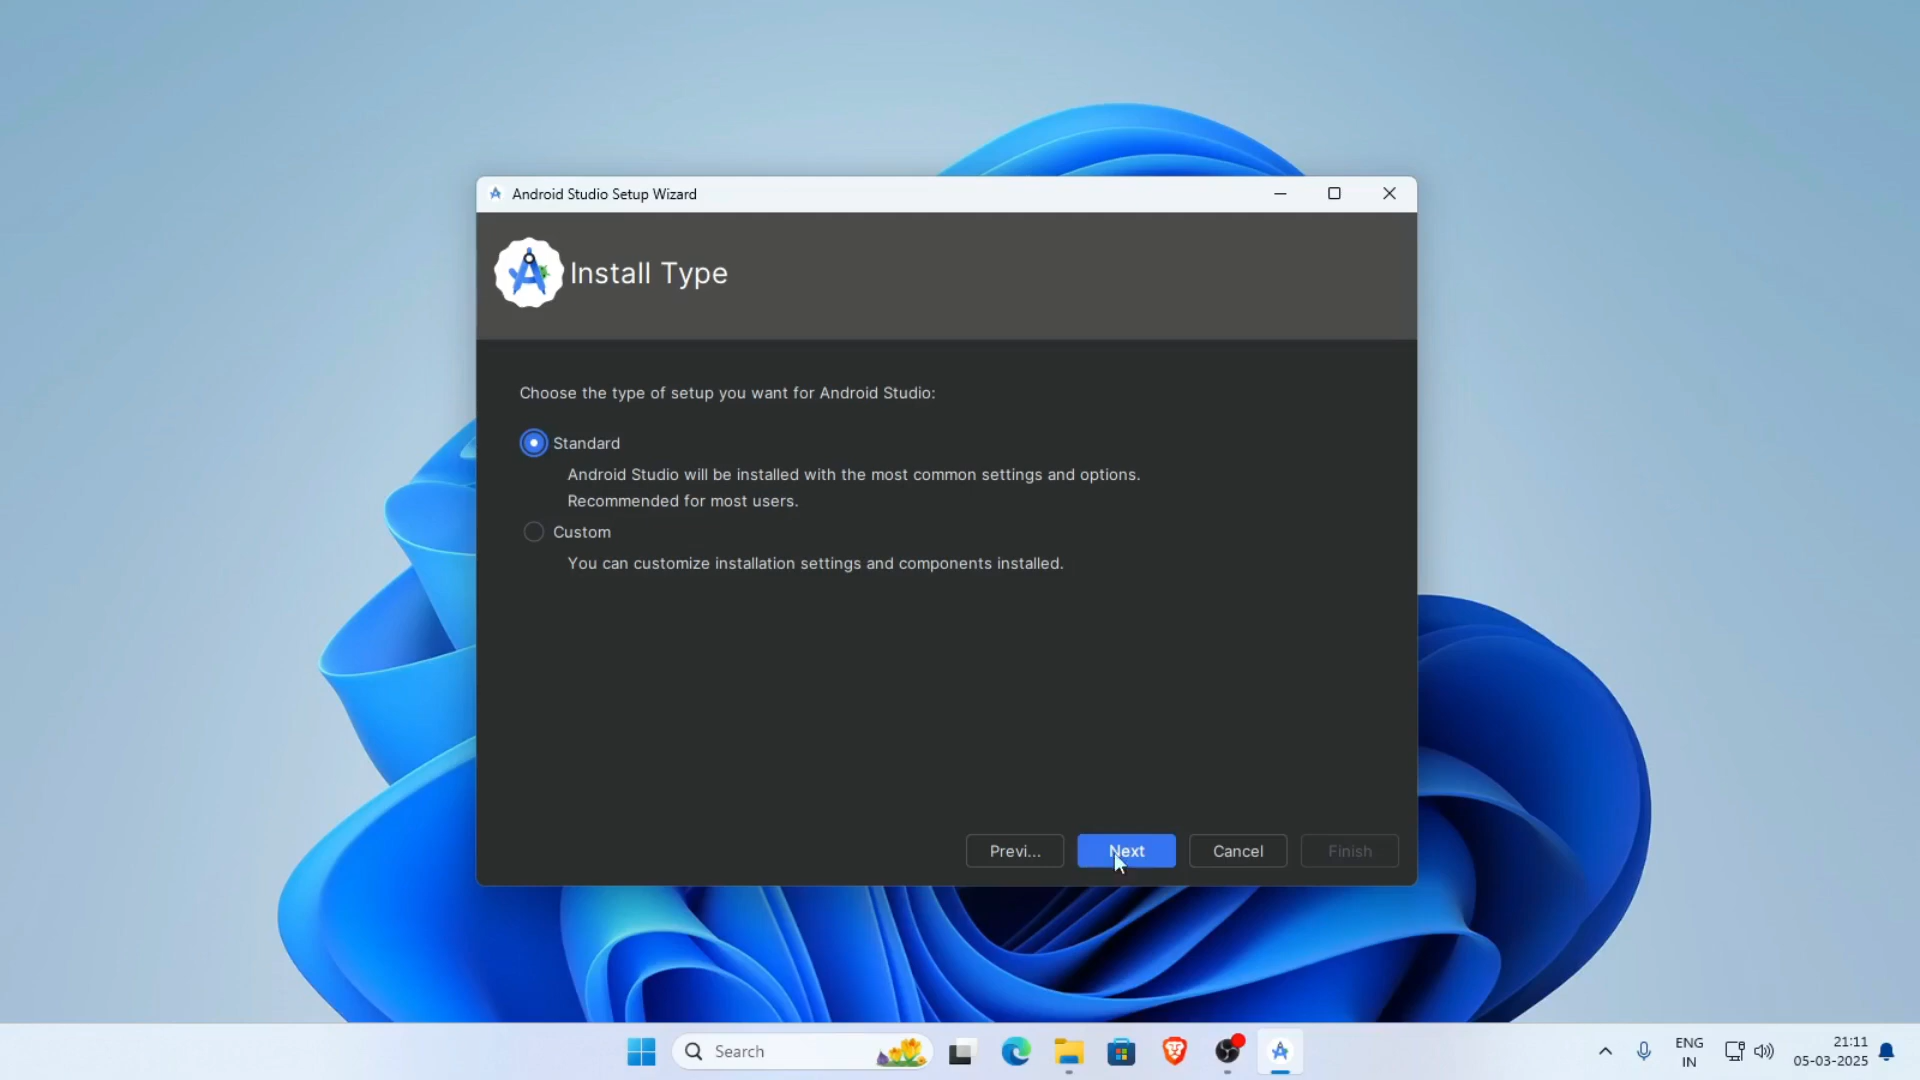 Android Studio Setup Wizard
Install Type
Choose the type of setup you want for Android Studio:
Standard
Android Studio will be installed with the most common settings and options.
Recommended for most users.
Custom
You can customize installation settings and components installed.
Previ...
Next
Cancel
Finish
Search
ENG
IN
21:11
05-03-2025